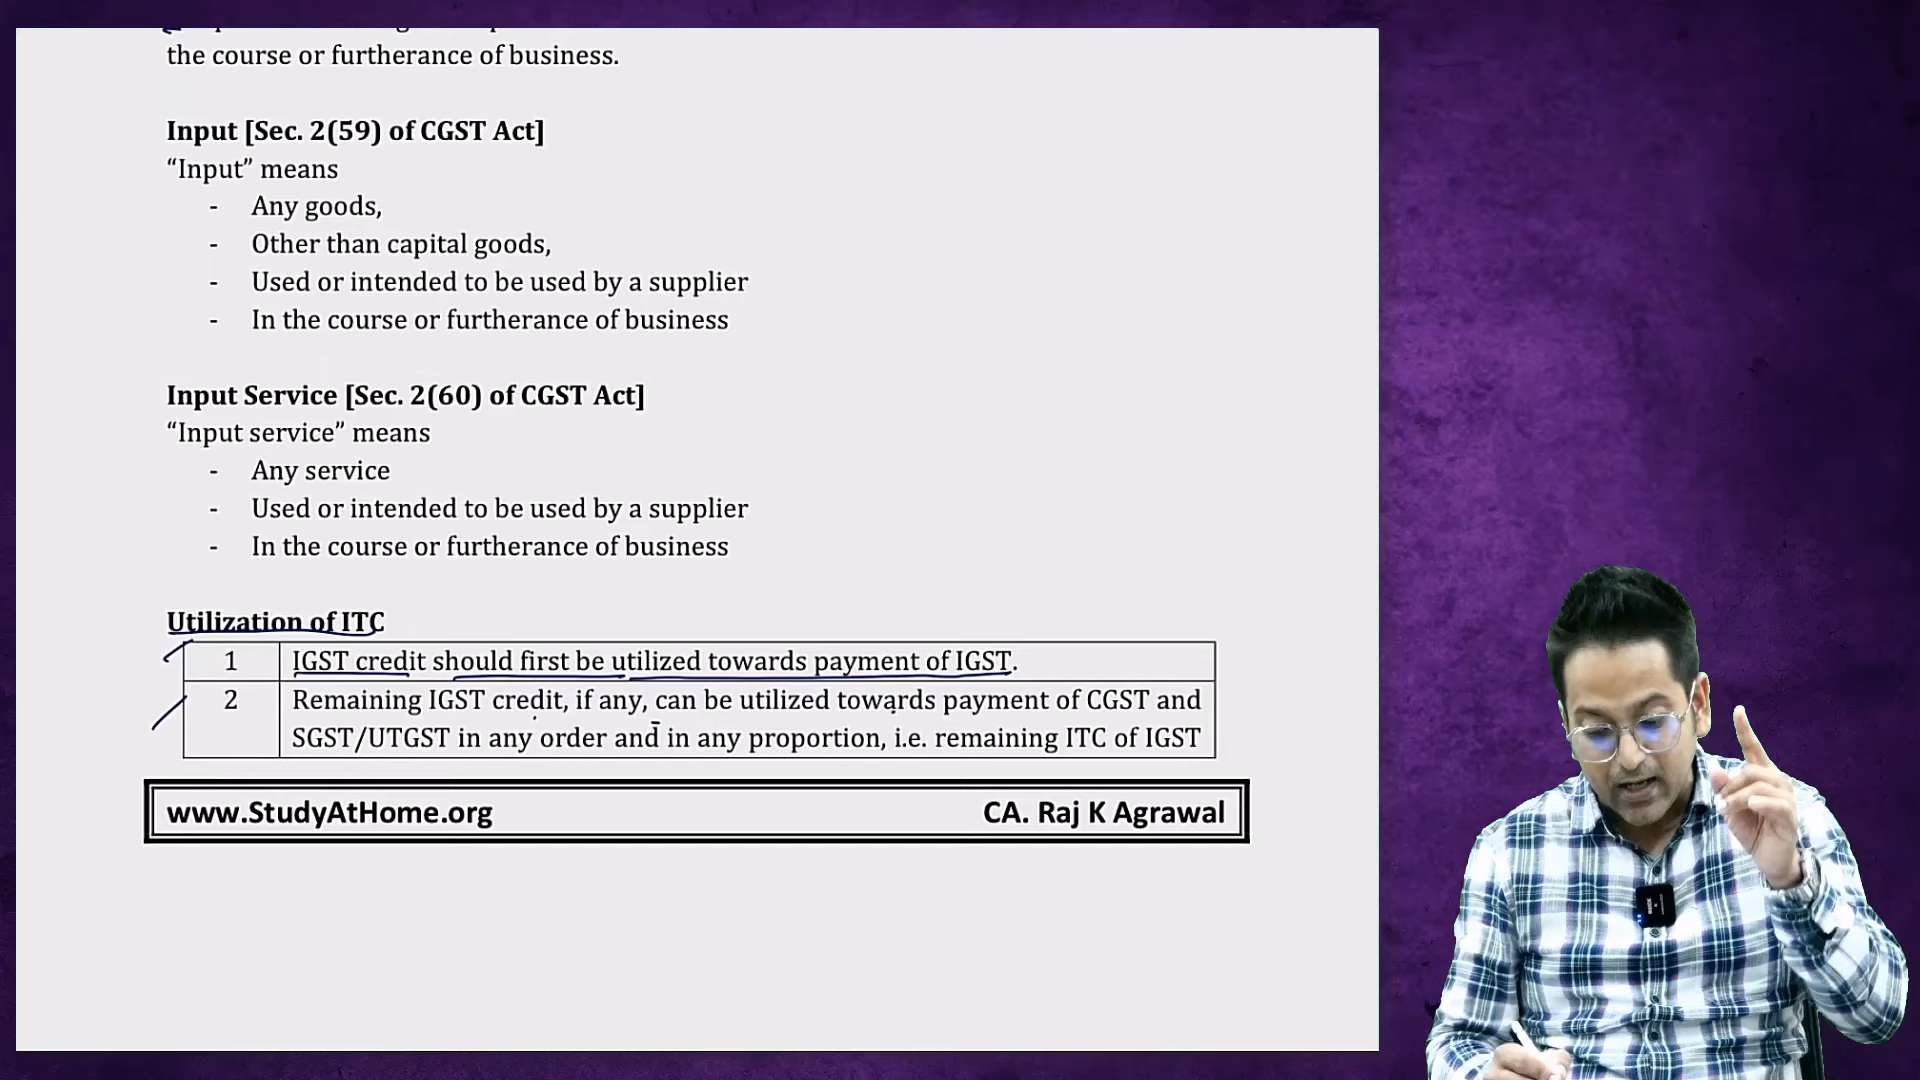 the course or furtherance of business.
Input [Sec. 2(59) of CGST Act]
“Input” means
- Any goods,
- Other than capital goods,
- Used or intended to be used by a supplier
- In the course or furtherance of business
Input Service [Sec. 2(60) of CGST Act]
“Input service” means
- Any service
- Used or intended to be used by a supplier
- In the course or furtherance of business
Utilization of ITC
1 IGST credit should first be utilized towards payment of IGST.
2 Remaining IGST credit, if any, can be utilized towards payment of CGST and
SGST/UTGST in any order and in any proportion, i.e. remaining ITC of IGST
www.StudyAtHome.org CA. Raj K Agrawal